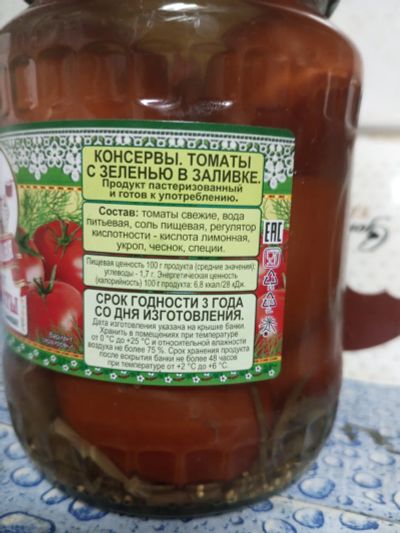 КОНСЕРВЫ. ТОМАТЫ
С ЗЕЛЕНЬЮ В ЗАЛИВКЕ.
Продукт пастеризованный
и готов к употреблению.
Состав: томаты свежие, вода
питьевая, соль пищевая, регулятор
кислотности - кислота лимонная,
укроп, чеснок, специи.
EAC
Пищевая ценность 100 г продукта (средние значения):
углеводы - 1,7 г. Энергетическая ценность
(калорийность) 100 г продукта: 6,8 ккал/28 кДж.
СРОК ГОДНОСТИ 3 ГОДА
СО ДНЯ ИЗГОТОВЛЕНИЯ.
Дата изготовления указана на крышке банки.
Хранить в помещениях при температуре
от 0 °С до +25 °С и относительной влажности
воздуха не более 75 %. Срок хранения продукта
после вскрытия банки не более 48 часов
при температуре от +2 °С до +6 °С.